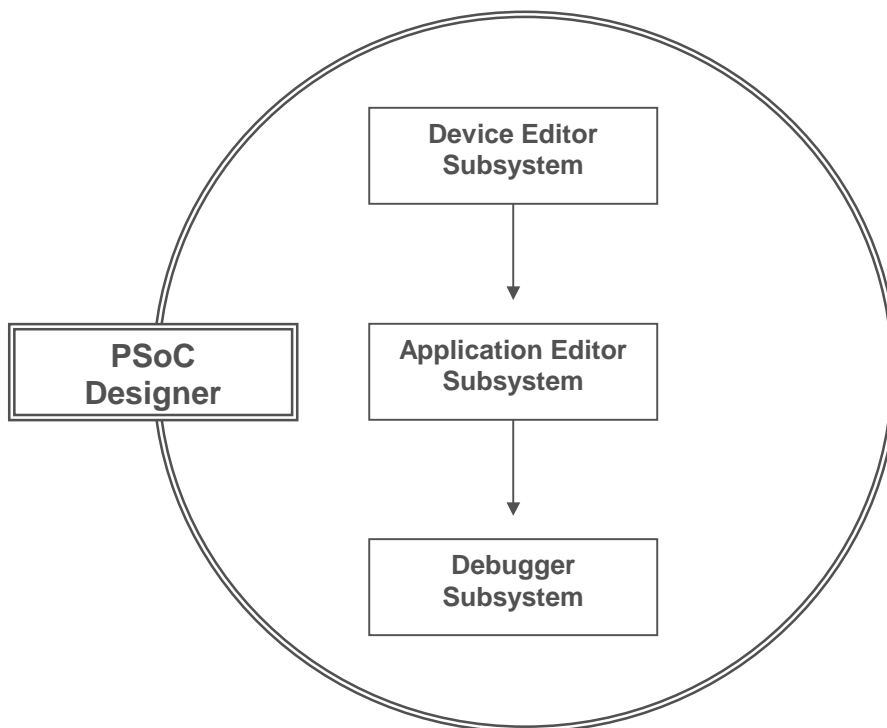 Device Editor
Subsystem
PSoC
Designer
Application Editor
Subsystem
Debugger
Subsystem